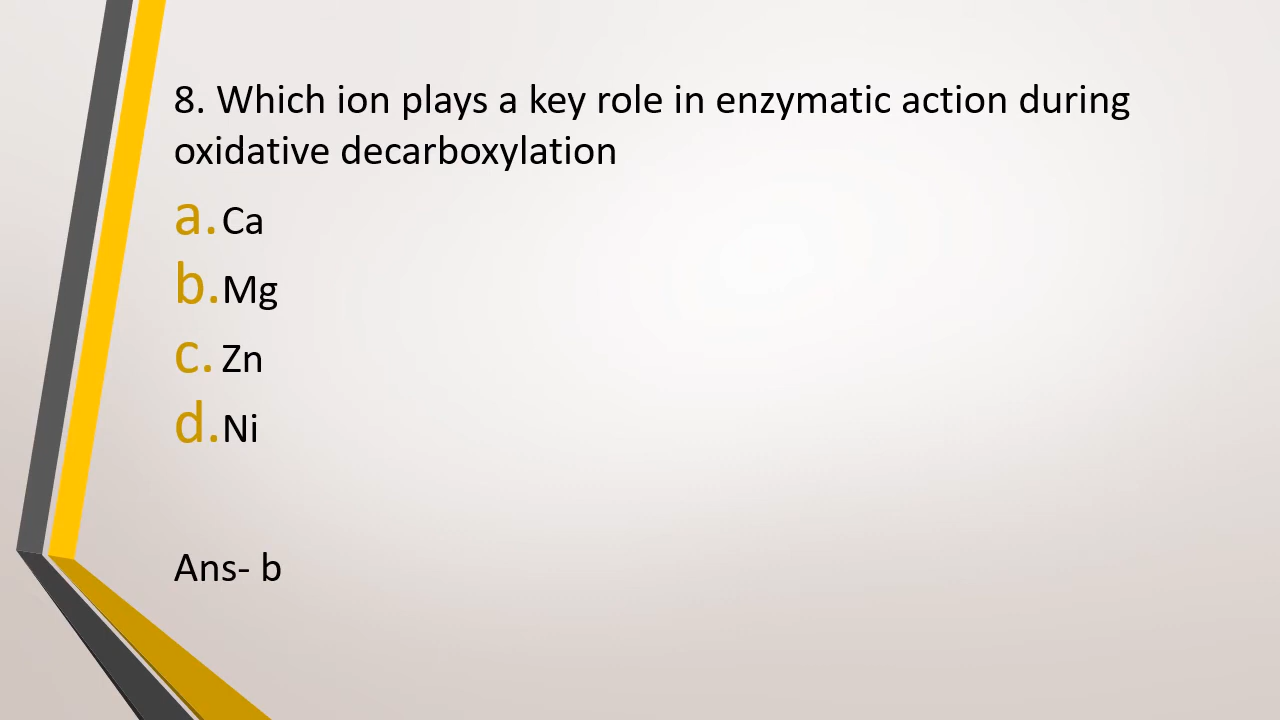 8. Which ion plays a key role in enzymatic action during
oxidative decarboxylation
a. Ca
b. Mg
c. Zn
d. Ni
Ans- b